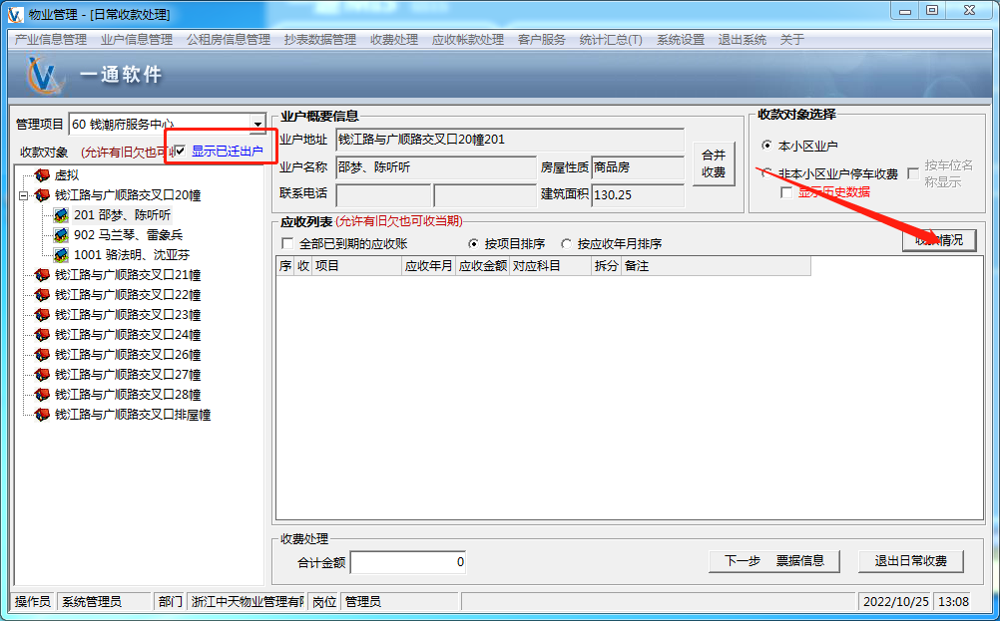 物业管理 - [日常收款处理]
产业信息管理 业户信息管理 公租房信息管理 抄表数据管理 收费处理 应收帐款处理 客户服务 统计汇总(T) 系统设置 退出系统 关于
一通软件
管理项目 60 钱潮府服务中心
收款对象 (允许有旧欠也可收 显示已迁出户
虚拟
钱江路与广顺路交叉口20幢
201 邵梦、陈听听
902 马兰琴、雷象兵
1001 骆法明、沈亚芬
钱江路与广顺路交叉口21幢
钱江路与广顺路交叉口22幢
钱江路与广顺路交叉口23幢
钱江路与广顺路交叉口24幢
钱江路与广顺路交叉口26幢
钱江路与广顺路交叉口27幢
钱江路与广顺路交叉口28幢
钱江路与广顺路交叉口排屋幢
业户概要信息
业户地址 钱江路与广顺路交叉口20幢201
业户名称 邵梦、陈听听 房屋性质 商品房
联系电话 建筑面积 130.25
合并
收费
收款对象选择
本小区业户
非本小区业户停车收费 按车位名
称显示
显示历史数据
应收列表 (允许有旧欠也可收当期)
全部已到期的应收账 按项目排序 按应收年月排序 收款情况
序 收 项目 应收年月 应收金额 对应科目 拆分 备注
收费处理
合计金额 0 下一步 票据信息 退出日常收费
操作员 系统管理员 部门 浙江中天物业管理有限 岗位 管理员 2022/10/25 13:08